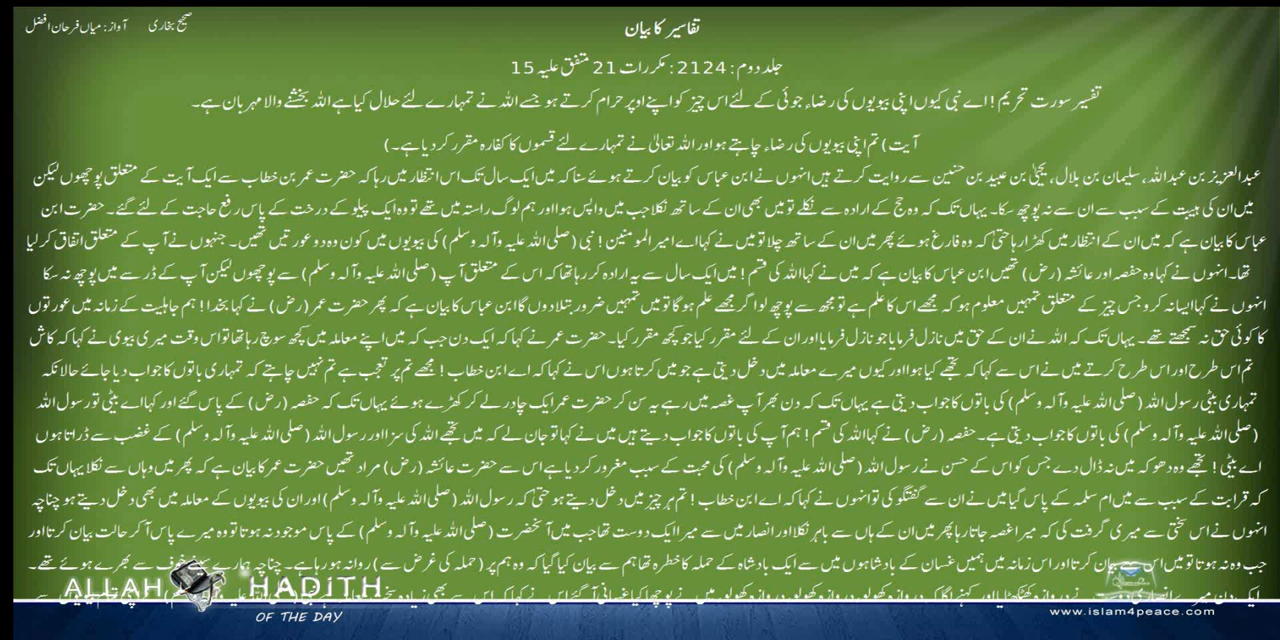 صحیح بخاری
آواز: میاں فرحان افضل
تفاسیر کا بیان
جلد دوم : 2124 : مکررات 21 متفق علیہ 15
تفسیر سورت تحریم! اے نبی کیوں اپنی بیویوں کی رضاء جوئی کے لئے اس چیز کو اپنے اوپر حرام کرتے ہو جسے اللہ نے تمہارے لئے حلال کیا ہے اللہ بخشنے والا مہربان ہے۔
آیت) تم اپنی بیویوں کی رضاء چاہتے ہو اور اللہ تعالیٰ نے تمہارے لئے قسموں کا کفارہ مقرر کردیا ہے۔)
عبدالعزیز بن عبداللہ، سلیمان بن بلال، یحییٰ بن عبید بن حنین سے روایت کرتے ہیں انہوں نے ابن عباس کو بیان کرتے ہوئے سنا کہ میں ایک سال تک اس انتظار میں رہا کہ حضرت عمر بن خطاب سے ایک آیت کے متعلق پوچھوں لیکن
میں ان کی ہیبت کے سبب سے ان سے نہ پوچھ سکا۔ یہاں تک کہ وہ حج کے ارادہ سے نکلے تو میں بھی ان کے ساتھ نکلا جب میں واپس ہوا اور ہم لوگ راستہ میں تھے تو وہ ایک پیلو کے درخت کے پاس رفع حاجت کے لئے گئے۔ حضرت ابن
عباس کا بیان ہے کہ میں ان کے انتظار میں کھڑا رہا حتیٰ کہ وہ فارغ ہوئے پھر میں ان کے ساتھ چلا تو میں نے کہا اے امیر المومنین! نبی (صلی اللہ علیہ وآلہ وسلم) کی بیویوں میں کون وہ دو عورتیں تھیں۔ جنہوں نے آپ کے متعلق اتفاق کرلیا
تھا۔ انہوں نے کہا وہ حفصہ اور عائشہ (رض) تھیں ابن عباس کا بیان ہے کہ میں نے کہا اللہ کی قسم! میں ایک سال سے یہ ارادہ کر رہا تھا کہ اس کے متعلق آپ (صلی اللہ علیہ وآلہ وسلم) سے پوچھوں لیکن آپ کے ڈر سے میں پوچھ نہ سکا
انہوں نے کہا ایسا نہ کرو جس چیز کے متعلق تمہیں معلوم ہو کہ مجھے اس کا علم ہے تو مجھ سے پوچھ لو اگر مجھے علم ہوگا تو میں تمہیں ضرور بتلا دوں گا ابن عباس کا بیان ہے کہ پھر حضرت عمر (رض) نے کہا بخدا! ہم جاہلیت کے زمانہ میں عورتوں
کا کوئی حق نہ سمجھتے تھے۔ یہاں تک کہ اللہ نے ان کے حق میں نازل فرمایا جو نازل فرمایا اور ان کے لئے مقرر کیا جو کچھ مقرر کیا۔ حضرت عمر نے کہا کہ ایک دن جب کہ میں اپنے معاملہ میں کچھ سوچ رہا تھا تو اس وقت میری بیوی نے کہا کہ کاش
تم اس طرح اور اس طرح کرتے میں نے اس سے کہا کہ تجھے کیا ہوا اور کیوں میرے معاملہ میں دخل دیتی ہے جو میں کرتا ہوں اس نے کہا کہ اے ابن خطاب! مجھے تم پر تعجب ہے تم نہیں چاہتے کہ تمہاری باتوں کا جواب دیا جائے حالانکہ
تمہاری بیٹی رسول اللہ (صلی اللہ علیہ وآلہ وسلم) کی باتوں کا جواب دیتی ہے یہاں تک کہ دن بھر آپ غصہ میں رہے یہ سن کر حضرت عمر ایک چادر لے کر کھڑے ہوئے یہاں تک کہ حفصہ (رض) کے پاس گئے اور کہا اے بیٹی تو رسول اللہ
(صلی اللہ علیہ وآلہ وسلم) کی باتوں کا جواب دیتی ہے۔ حفصہ (رض) نے کہا اللہ کی قسم! ہم آپ کی باتوں کا جواب دیتے ہیں میں نے کہا تو جان لے کہ میں تجھے اللہ کی سزا اور رسول اللہ (صلی اللہ علیہ وآلہ وسلم) کے غضب سے ڈراتا ہوں
اے بیٹی! تجھے وہ دھوکہ میں نہ ڈال دے جس کو اس کے حسن نے رسول اللہ (صلی اللہ علیہ وآلہ وسلم) کی محبت کے سبب مغرور کردیا ہے اس سے حضرت عائشہ (رض) مراد تھیں حضرت عمر کا بیان ہے کہ پھر میں وہاں سے نکلا یہاں تک
کہ قرابت کے سبب سے میں ام سلمہ کے پاس گیا میں نے ان سے گفتگو کی تو انہوں نے کہا کہ اے ابن خطاب! تم ہر چیز میں دخل دیتے ہو حتیٰ کہ رسول اللہ (صلی اللہ علیہ وآلہ وسلم) اور ان کی بیویوں کے معاملہ میں بھی دخل دیتے ہو چنانچہ
انہوں نے اس سختی سے میری گرفت کی کہ میرا غصہ جاتا رہا پھر میں ان کے ہاں سے باہر نکلا اور انصار میں سے میرا ایک دوست تھا جب میں آنحضرت (صلی اللہ علیہ وآلہ وسلم) کے پاس موجود نہ ہوتا تو وہ میرے پاس آکر حالت بیان کرتا اور
جب وہ نہ ہوتا تو میں اس سے بیان کرتا اور اس زمانہ میں ہمیں غسان کے بادشاہوں میں سے ایک بادشاہ کے حملہ کا خطرہ تھا ہم سے بیان کیا گیا کہ وہ ہم پر (حملہ کی غرض سے) روانہ ہو رہا ہے۔ چنانچہ ہمارے سینے خوف سے بھرے ہوئے تھے۔
ALLAH HADITH
OF THE DAY
www.islam4peace.com